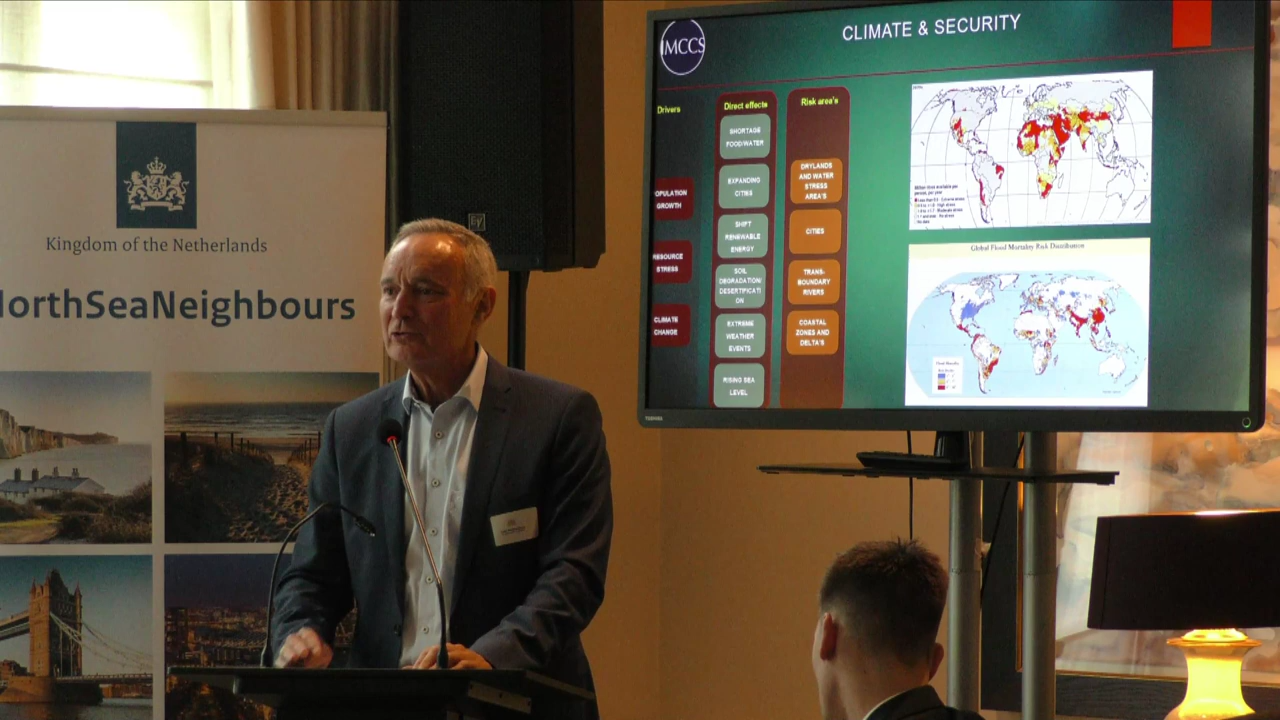 IMCCS
CLIMATE & SECURITY
Drivers
OPULATION
GROWTH
RESOURCE
STRESS
CLIMATE
CHANGE
Direct effects
SHORTAGE
FOOD/WATER
EXPANDING
CITIES
SHIFT
RENEWABLE
ENERGY
SOIL
DEGRADATION/
DESERTIFICATI
ON
EXTREME
WEATHER
EVENTS
RISING SEA
LEVEL
Risk area's
DRYLANDS
AND WATER
STRESS
AREA'S
CITIES
TRANS-
BOUNDARY
RIVERS
COASTAL
ZONES AND
DELTA'S
Global Flood Mortality Risk Distribution
TOSHIBA
EV
Kingdom of the Netherlands
NorthSeaNeighbours